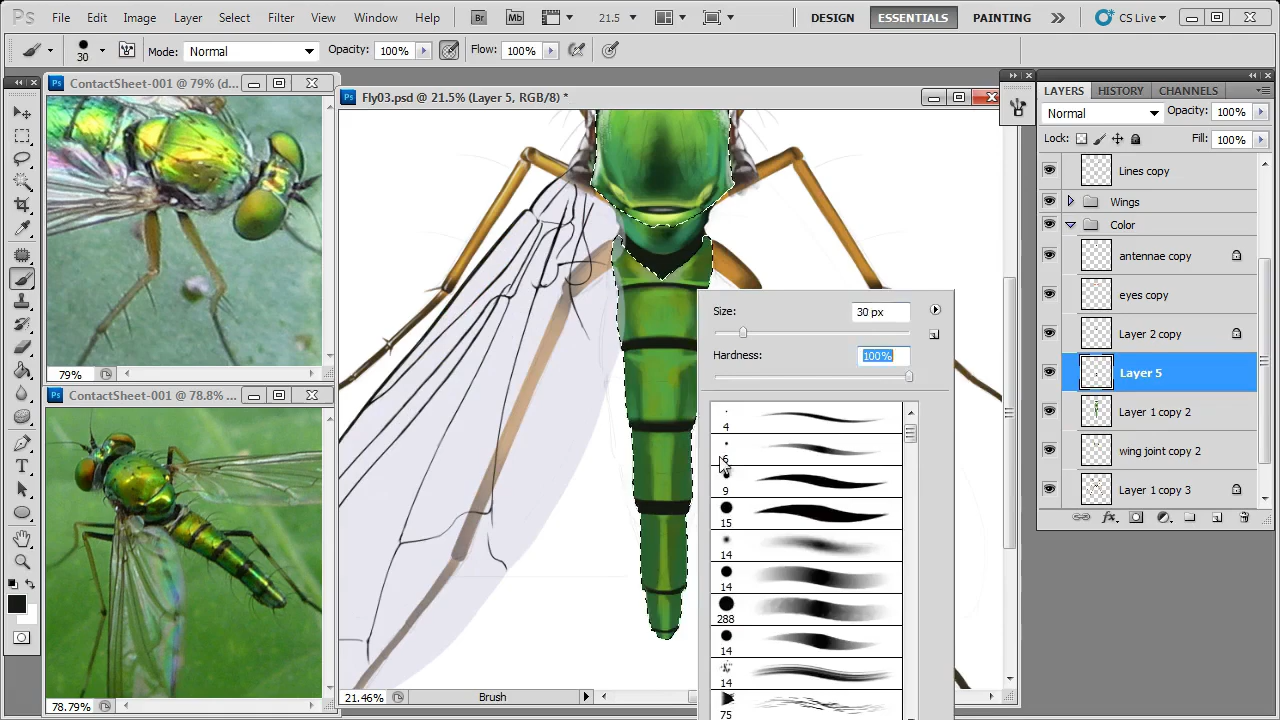 Ps File Edit Image Layer Select Filter View Window Help Br Mb 21.5 DESIGN ESSENTIALS PAINTING CS Live
30 Mode: Normal Opacity: 100% Flow: 100%
Ps ContactSheet-001 @ 79% (d...
79%
Ps ContactSheet-001 @ 78.8% ...
78.79%
Ps Fly03.psd @ 21.5% (Layer 5, RGB/8) *
21.46% Brush
Size: 30 px
Hardness: 100%
4
6
9
15
14
14
288
14
14
75
LAYERS HISTORY CHANNELS
Normal Opacity: 100%
Lock: Fill: 100%
Lines copy
Wings
Color
antennae copy
eyes copy
Layer 2 copy
Layer 5
Layer 1 copy 2
wing joint copy 2
Layer 1 copy 3
fx